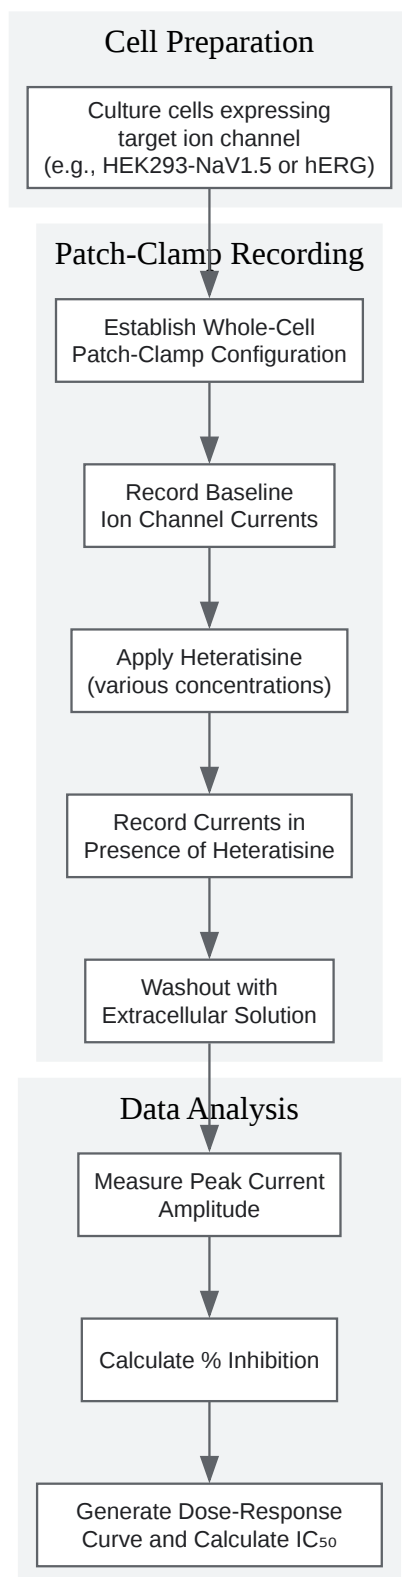 Cell Preparation
Culture cells expressing
target ion channel
(e.g., HEK293-NaV1.5 or hERG)
Patch-Clamp Recording
Establish Whole-Cell
Patch-Clamp Configuration
Record Baseline
Ion Channel Currents
Apply Heteratisine
(various concentrations)
Record Currents in
Presence of Heteratisine
Washout with
Extracellular Solution
Data Analysis
Measure Peak Current
Amplitude
Calculate % Inhibition
Generate Dose-Response
Curve and Calculate IC₅₀